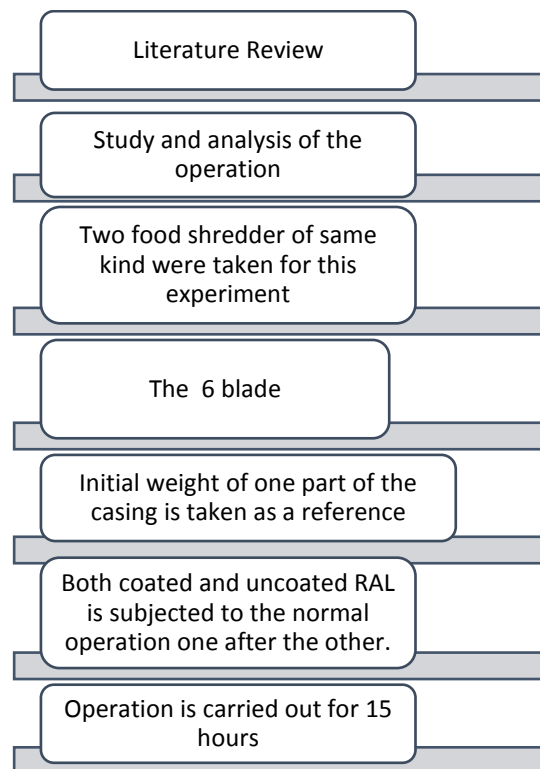 Literature Review
Study and analysis of the
operation
Two food shredder of same
kind were taken for this
experiment
The 6 blade
Initial weight of one part of the
casing is taken as a reference
Both coated and uncoated RAL
is subjected to the normal
operation one after the other.
Operation is carried out for 15
hours